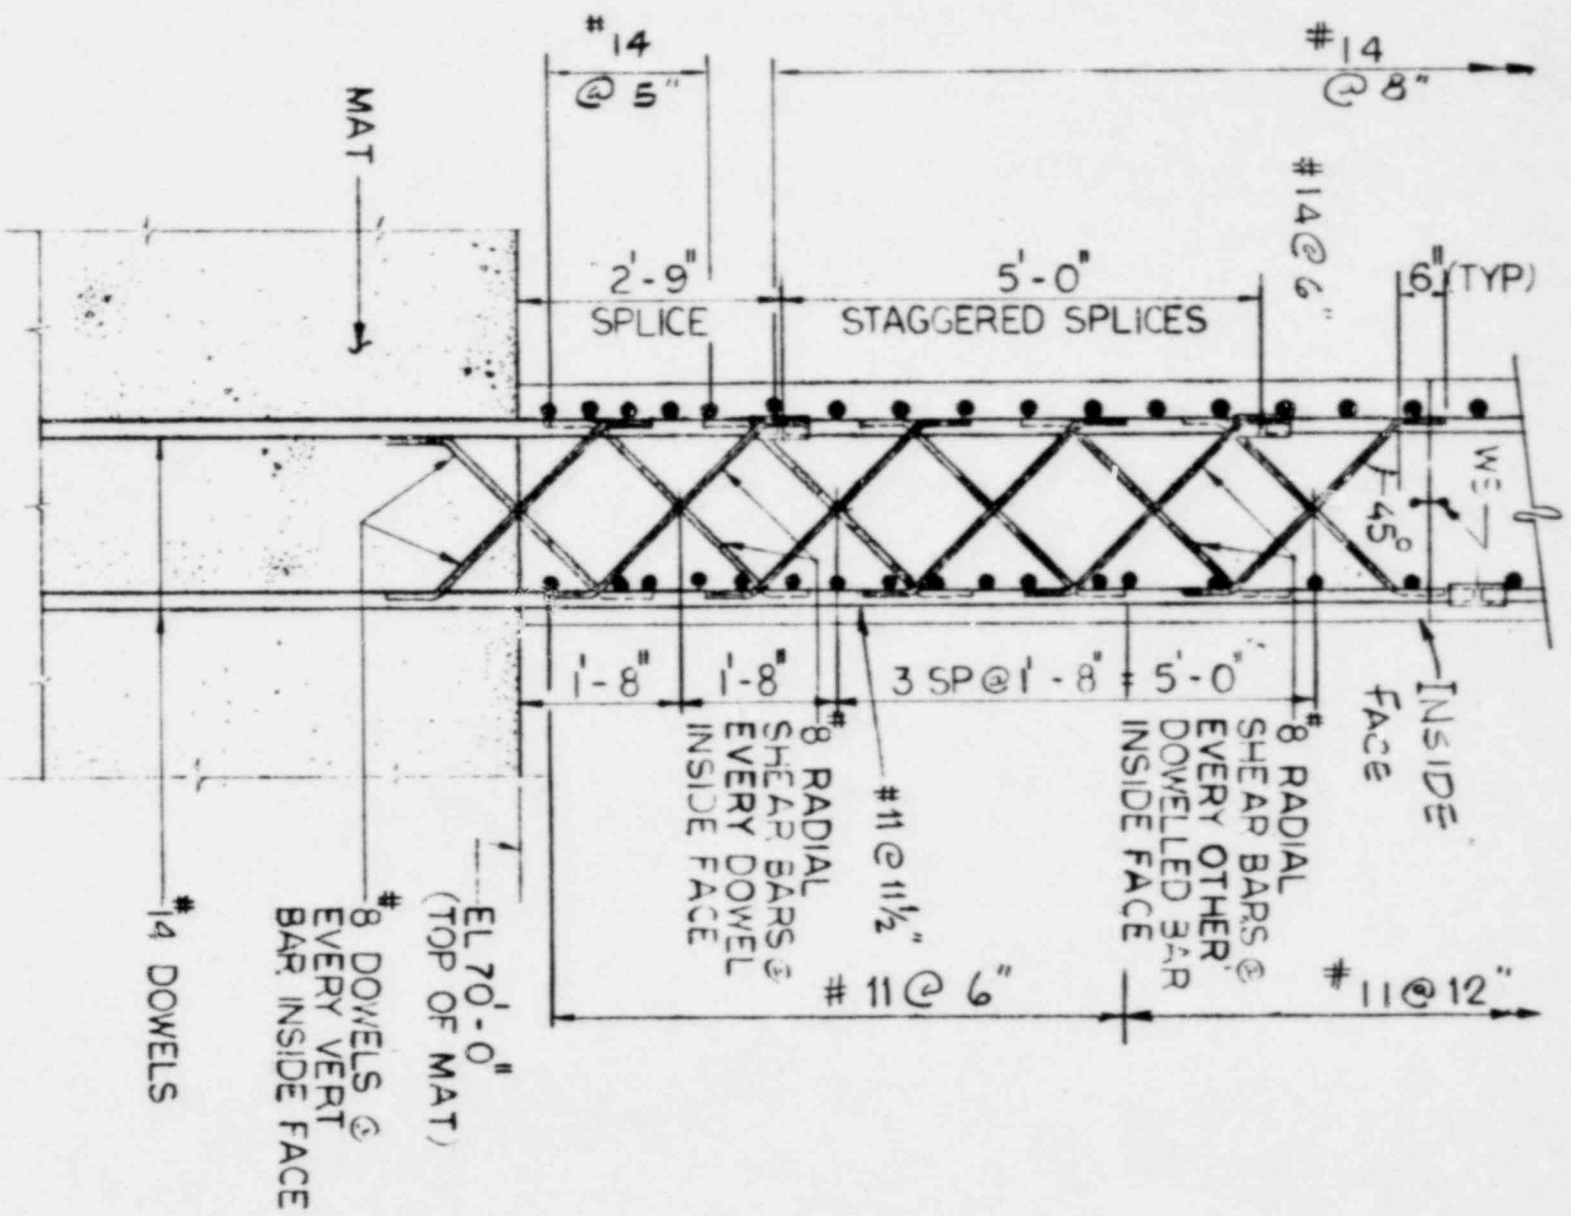 #14
@ 5"
#14
@ 8"
MAT
#14@6"
2'-9"
SPLICE
5'-0"
STAGGERED SPLICES
6"(TYP)
45°
1'-8"
1'-8"
3 SP @ 1'-8" = 5'-0"
INSIDE
FACE
#8 RADIAL
SHEAR BARS @
EVERY DOWEL
INSIDE FACE
#11@11½"
#8 RADIAL
SHEAR BARS @
EVERY OTHER
DOWELLED BAR
INSIDE FACE
#11@6"
#11@12"
EL 70'-0"
(TOP OF MAT)
#8 DOWELS @
EVERY VERT
BAR INSIDE FACE
#14 DOWELS